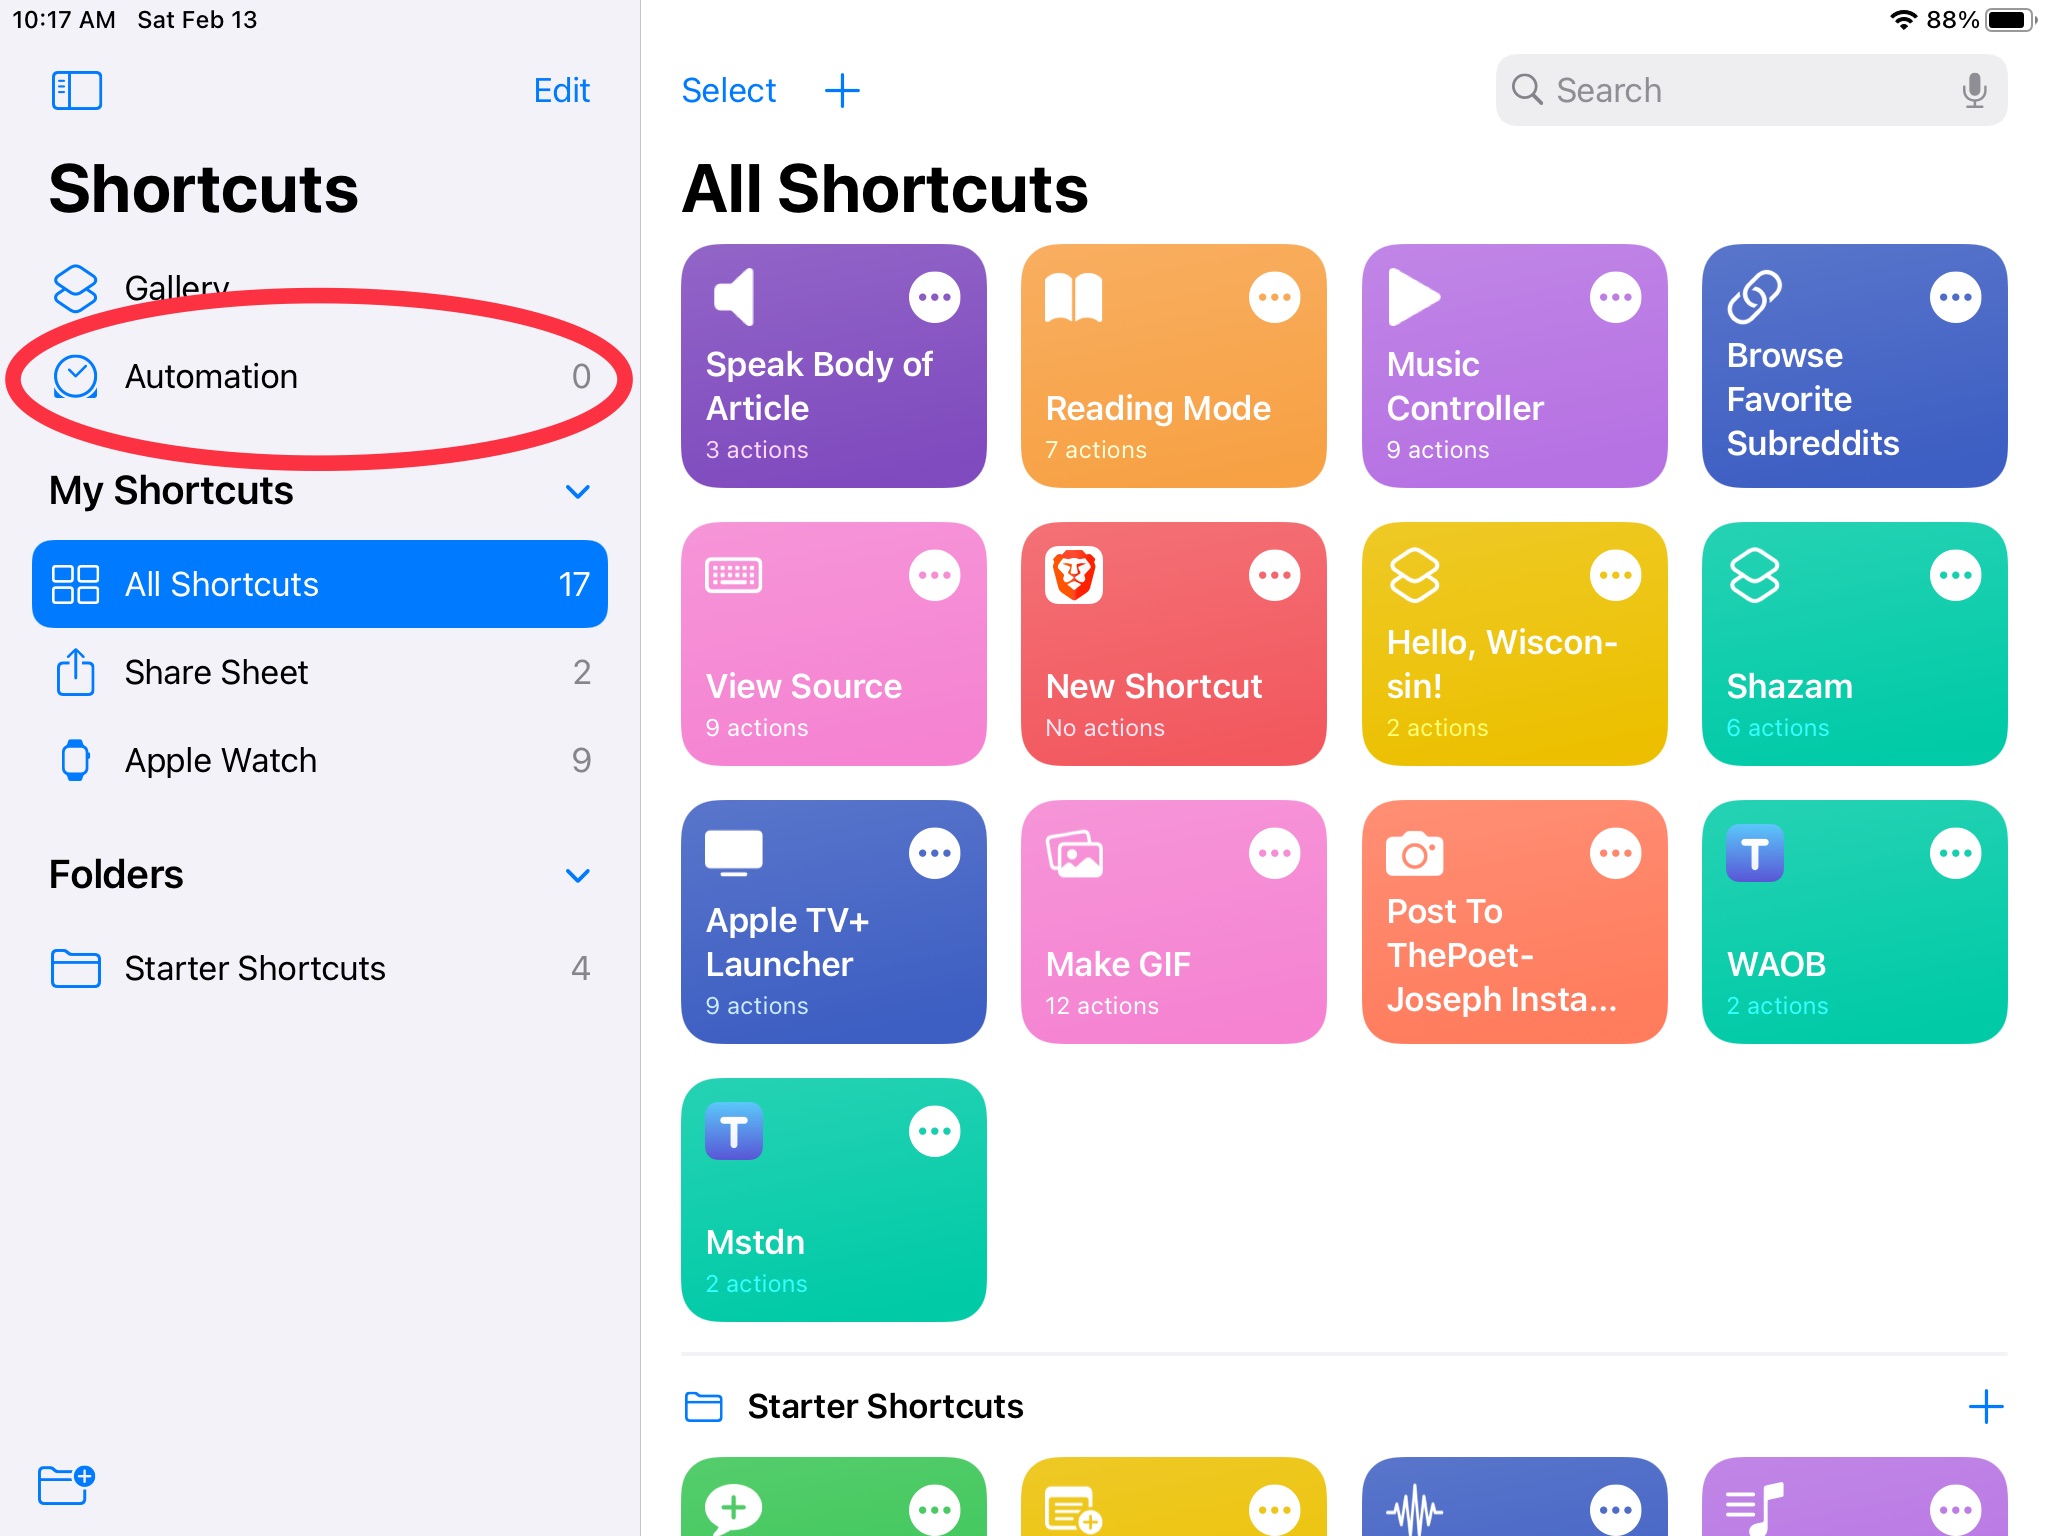 10:17 AM Sat Feb 13
88%
Edit
Shortcuts
Gallery
Automation 0
My Shortcuts
All Shortcuts 17
Share Sheet 2
Apple Watch 9
Folders
Starter Shortcuts 4
Select
Search
All Shortcuts
Speak Body of
Article
3 actions
Reading Mode
7 actions
Music
Controller
9 actions
Browse
Favorite
Subreddits
View Source
9 actions
New Shortcut
No actions
Hello, Wiscon-
sin!
2 actions
Shazam
6 actions
Apple TV+
Launcher
9 actions
Make GIF
12 actions
Post To
ThePoet-
Joseph Insta...
T
WAOB
2 actions
T
Mstdn
2 actions
Starter Shortcuts